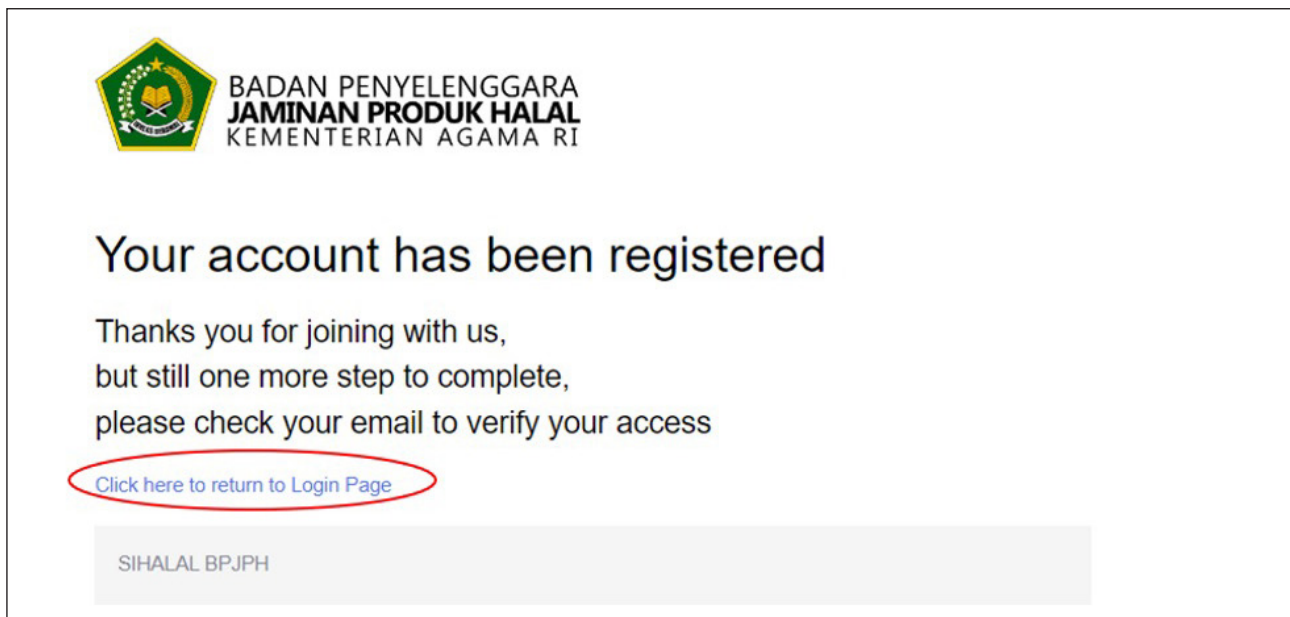 BADAN PENYELENGGARA
JAMINAN PRODUK HALAL
KEMENTERIAN AGAMA RI
Your account has been registered
Thanks you for joining with us,
but still one more step to complete,
please check your email to verify your access
Click here to return to Login Page
SIHALAL BPJPH